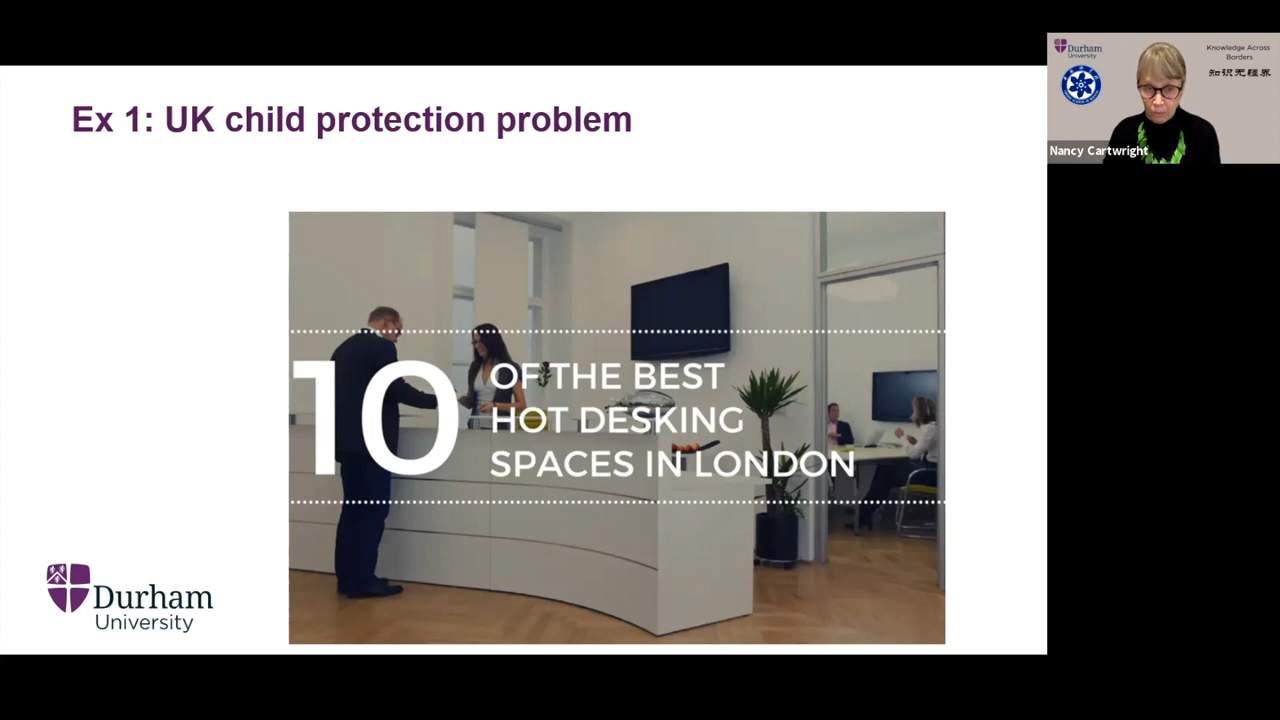 Ex 1: UK child protection problem
10
OF THE BEST
HOT DESKING
SPACES IN LONDON
Durham
University
Durham
University
Knowledge Across
Borders
知识无疆界
Nancy Cartwright